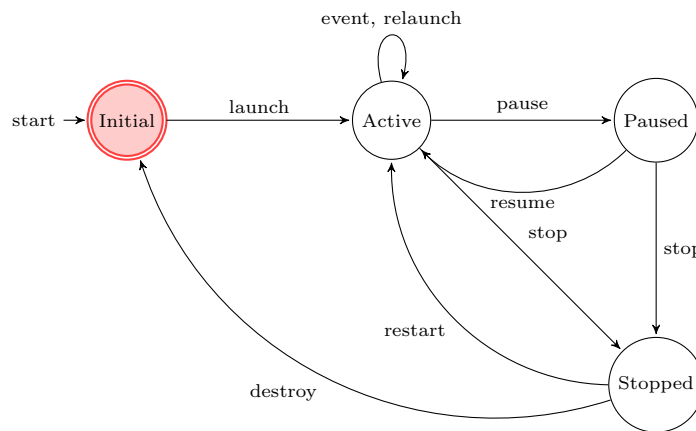 event, relaunch
start
Initial
launch
Active
pause
Paused
resume
stop
stop
restart
Stopped
destroy